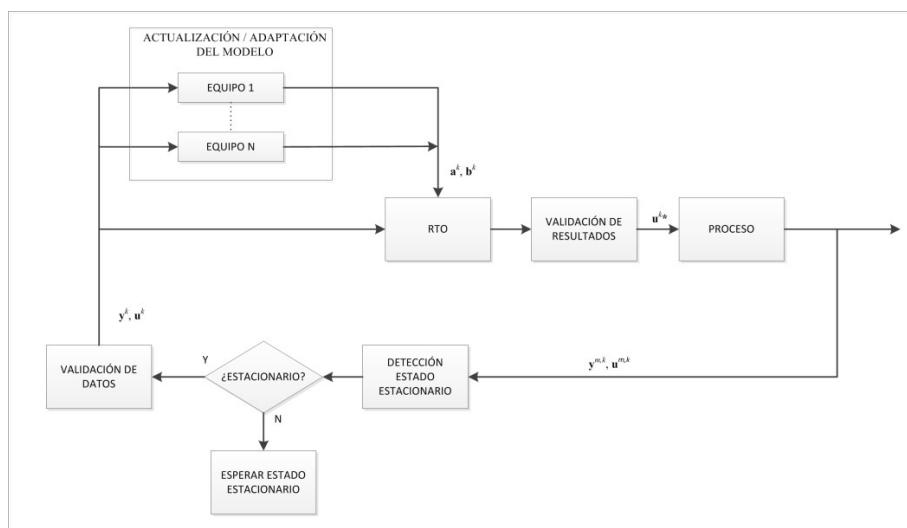 ACTUALIZACIÓN / ADAPTACIÓN
DEL MODELO
EQUIPO 1
EQUIPO N
a^k, b^k
RTO
VALIDACIÓN DE
RESULTADOS
u^k*
PROCESO
y^k, u^k
y^m,k, u^m,k
VALIDACIÓN DE
DATOS
Y
¿ESTACIONARIO?
N
DETECCIÓN
ESTADO
ESTACIONARIO
ESPERAR ESTADO
ESTACIONARIO